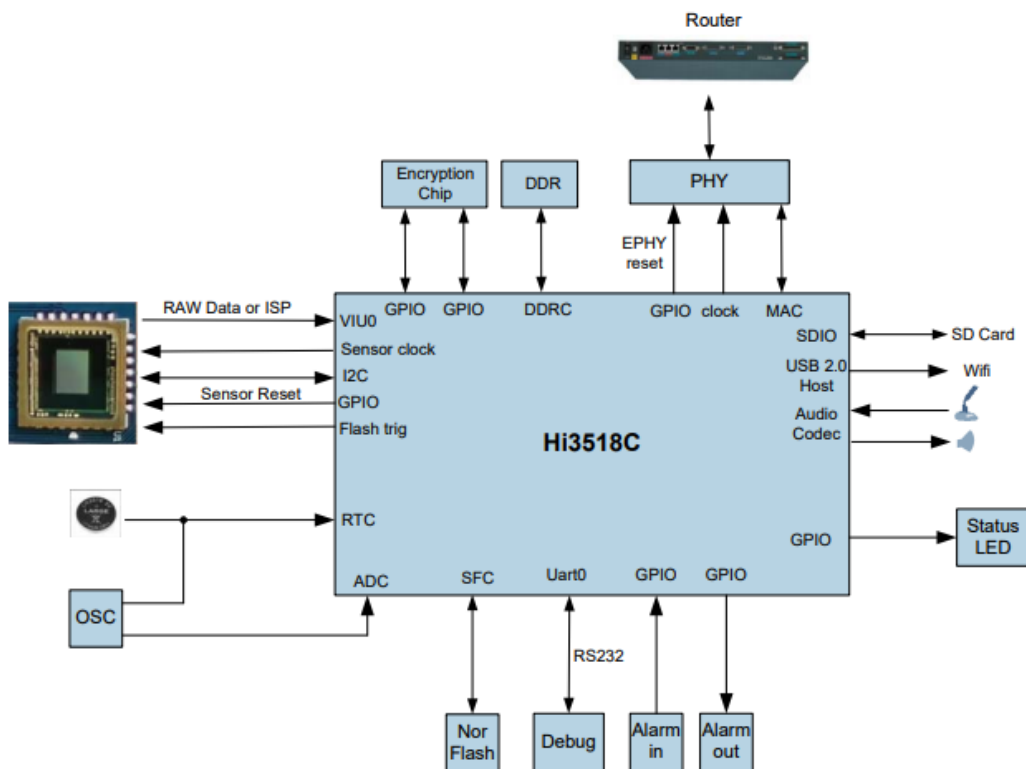 Router
Encryption
Chip
DDR
PHY
EPHY
reset
RAW Data or ISP
VIU0
GPIO
GPIO
DDRC
GPIO
clock
MAC
SDIO
SD Card
Sensor clock
I2C
USB 2.0
Host
Wifi
Sensor Reset
GPIO
Flash trig
Audio
Codec
Hi3518C
LARGE
RTC
GPIO
Status
LED
ADC
SFC
Uart0
GPIO
GPIO
OSC
RS232
Nor
Flash
Debug
Alarm
in
Alarm
out